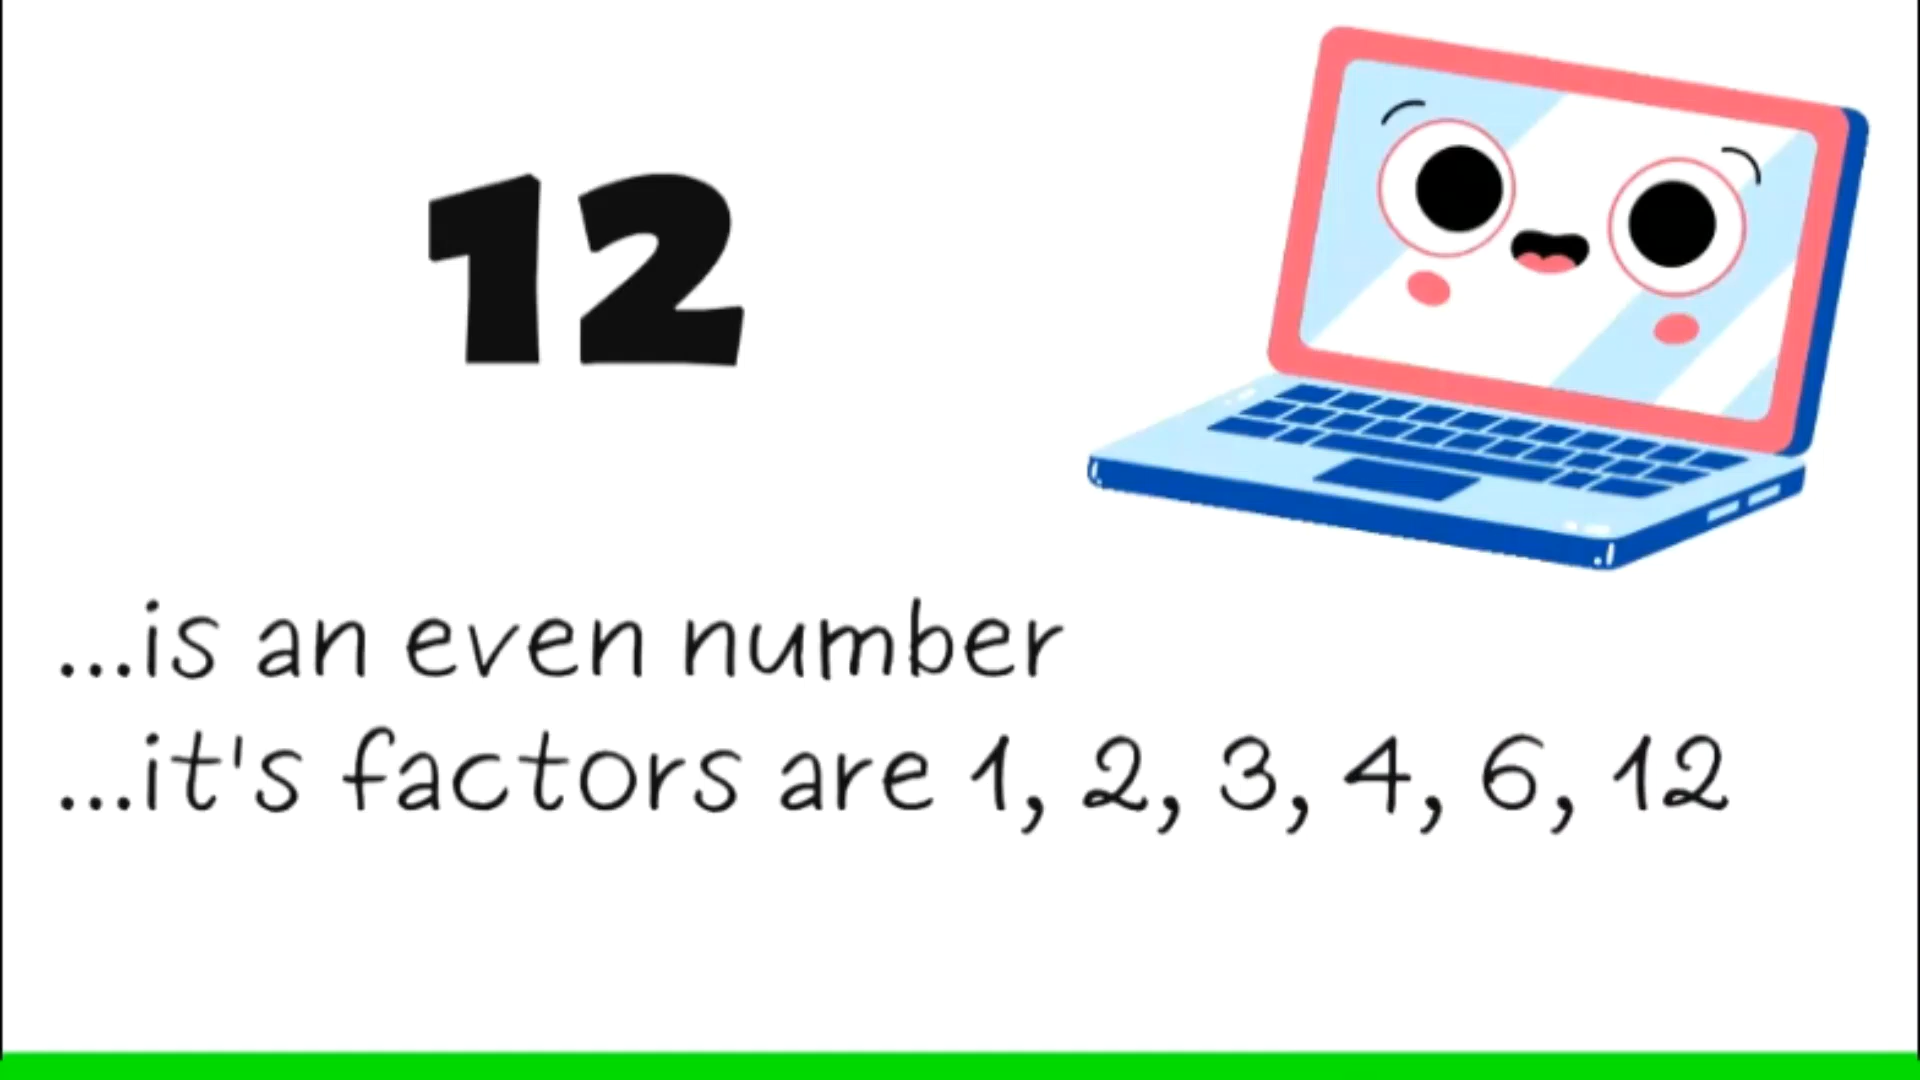 12
...is an even number
...it's factors are 1, 2, 3, 4, 6, 12